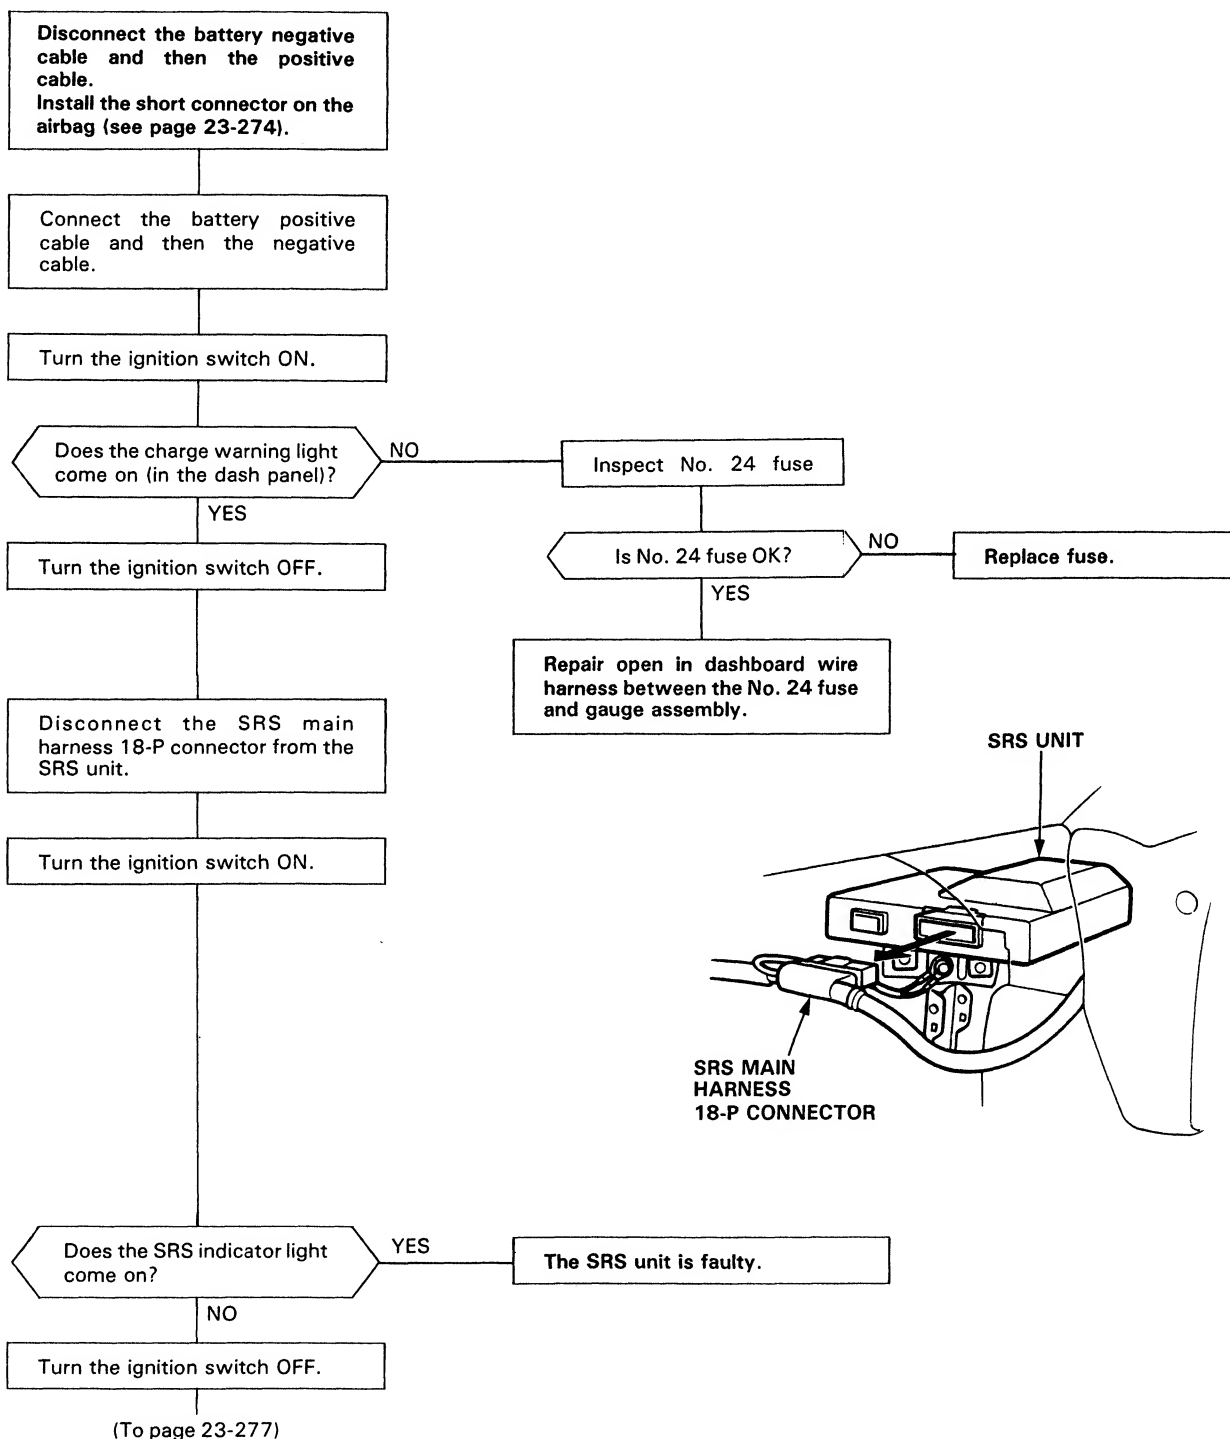 Disconnect the battery negative
cable and then the positive
cable.
Install the short connector on the
airbag (see page 23-274).
Connect the battery positive
cable and then the negative
cable.
Turn the ignition switch ON.
Does the charge warning light
come on (in the dash panel)?
NO
Inspect No. 24 fuse
YES
Is No. 24 fuse OK?
NO
Replace fuse.
YES
Turn the ignition switch OFF.
Repair open in dashboard wire
harness between the No. 24 fuse
and gauge assembly.
Disconnect the SRS main
harness 18-P connector from the
SRS unit.
Turn the ignition switch ON.
SRS UNIT
SRS MAIN
HARNESS
18-P CONNECTOR
Does the SRS indicator light
come on?
YES
The SRS unit is faulty.
NO
Turn the ignition switch OFF.
(To page 23-277)